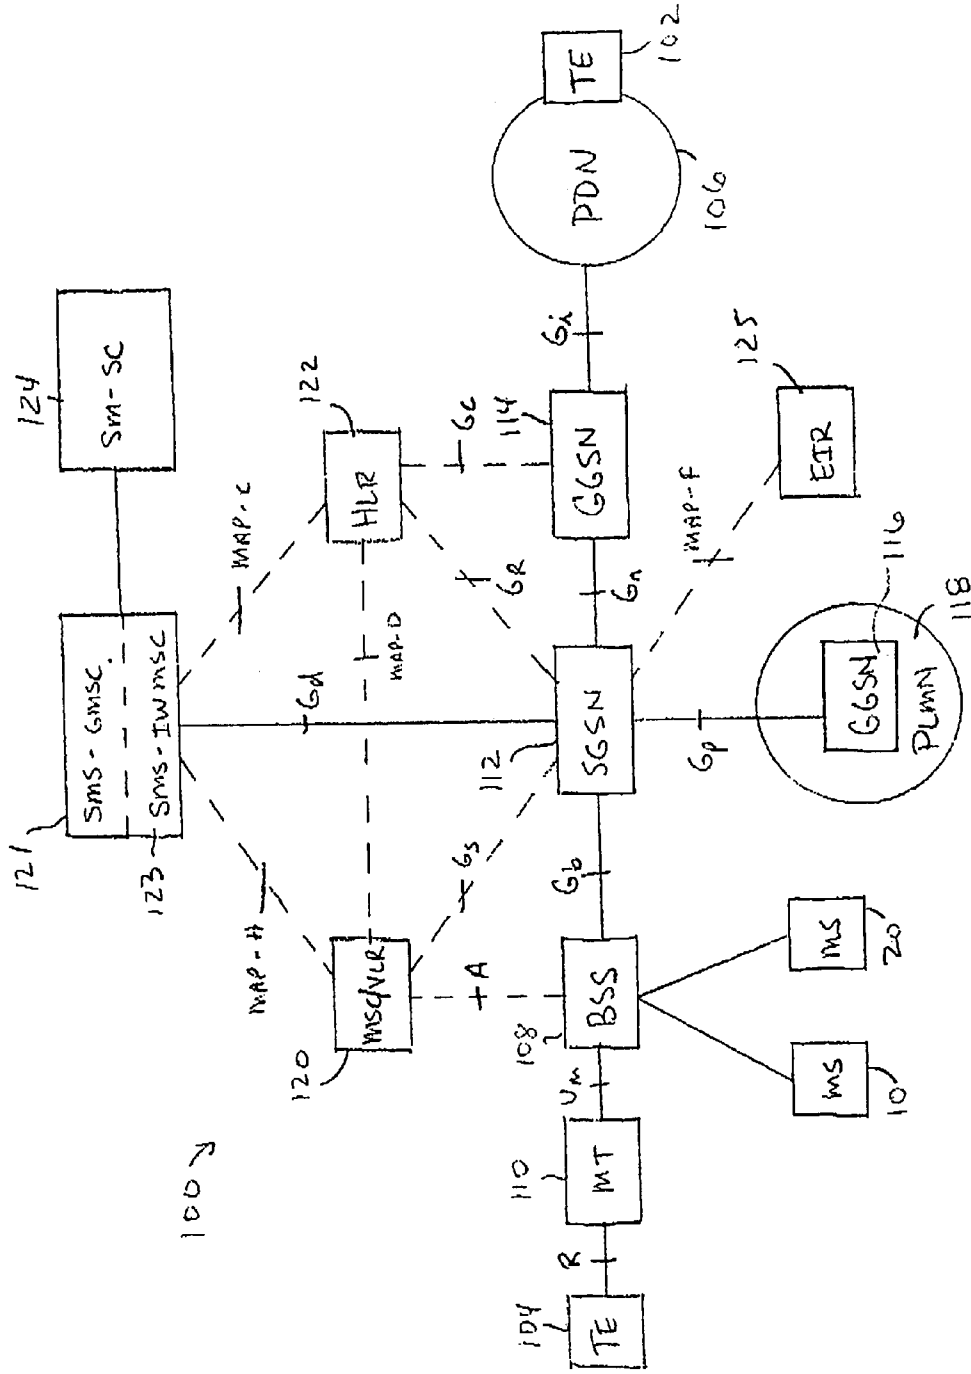 121
124
SMS-GMSC
SM-SC
123
SMS-IWMSC
100
MAP-H
MAP-C
120
122
MSC/VLR
HLR
Gd
MAP-D
A
Gs
GR
Gc
104
110
108
112
114
R
Um
Gb
Gn
Gi
TE
MT
BSS
SGSN
GGSN
PDN
TE
102
106
Gp
MAP-F
125
EIR
MS
MS
GGSN
116
10
20
PLMN
118